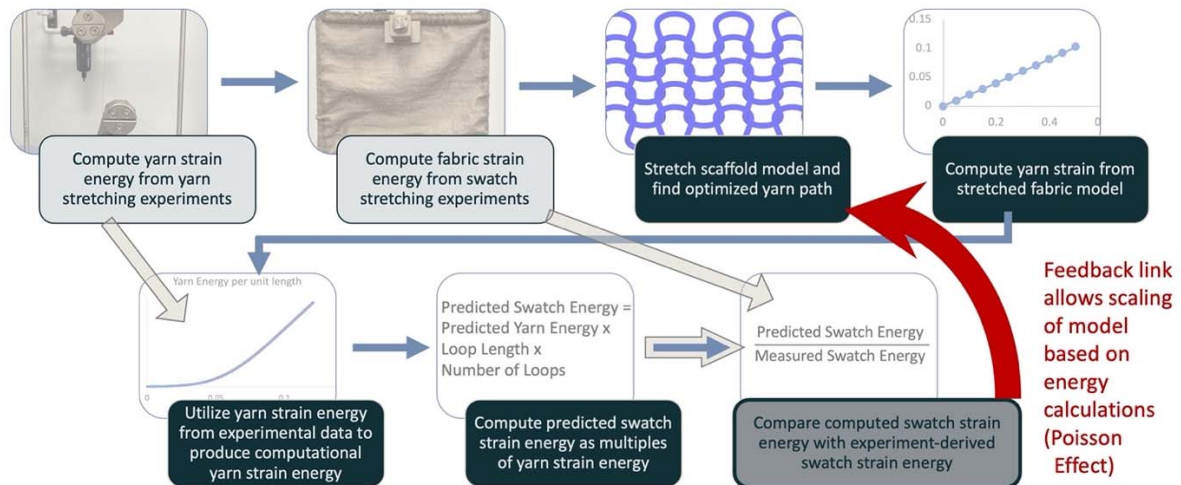 Compute yarn strain
energy from yarn
stretching experiments
Compute fabric strain
energy from swatch
stretching experiments
Stretch scaffold model and
find optimized yarn path
0.15
0.1
0.05
0
0
0.2
0.4
0
Compute yarn strain from
stretched fabric model
Yarn Energy per unit length
0
0.05
0.1
Utilize yarn strain energy
from experimental data to
produce computational
yarn strain energy
Predicted Swatch Energy =
Predicted Yarn Energy x
Loop Length x
Number of Loops
Compute predicted swatch
strain energy as multiples
of yarn strain energy
Predicted Swatch Energy
Measured Swatch Energy
Compare computed swatch strain
energy with experiment-derived
swatch strain energy
Feedback link
allows scaling
of model
based on
energy
calculations
(Poisson
Effect)